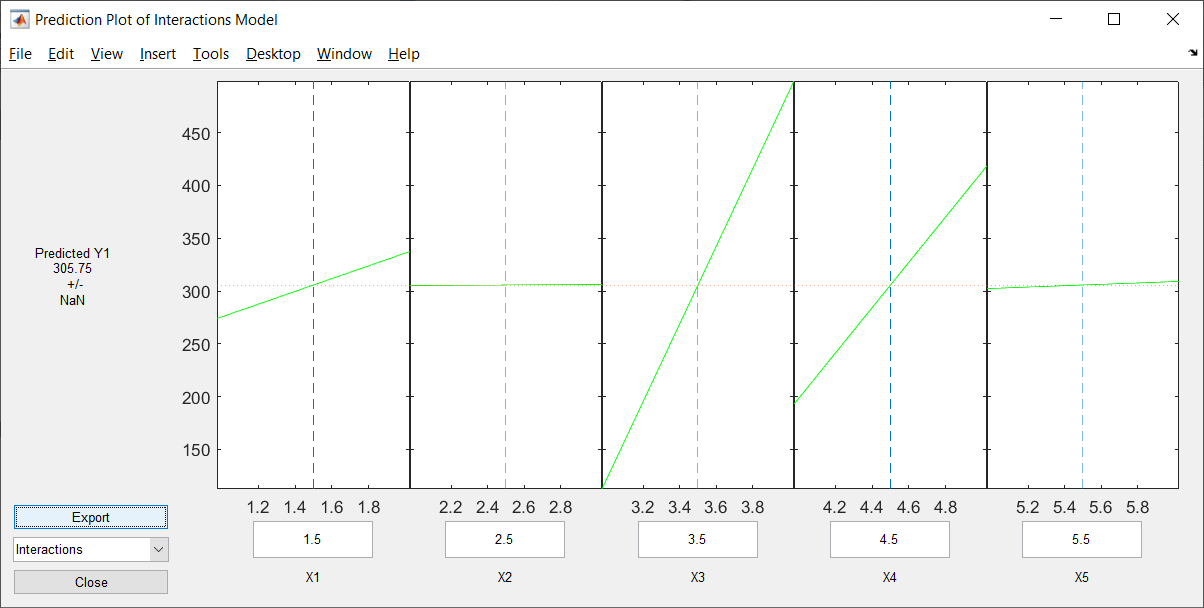 Prediction Plot of Interactions Model
File Edit View Insert Tools Desktop Window Help
450
400
350
300
250
200
150
Predicted Y1
305.75
+/-
NaN
1.2 1.4 1.6 1.8 2.2 2.4 2.6 2.8 3.2 3.4 3.6 3.8 4.2 4.4 4.6 4.8 5.2 5.4 5.6 5.8
Export
1.5 2.5 3.5 4.5 5.5
Interactions
Close
X1 X2 X3 X4 X5